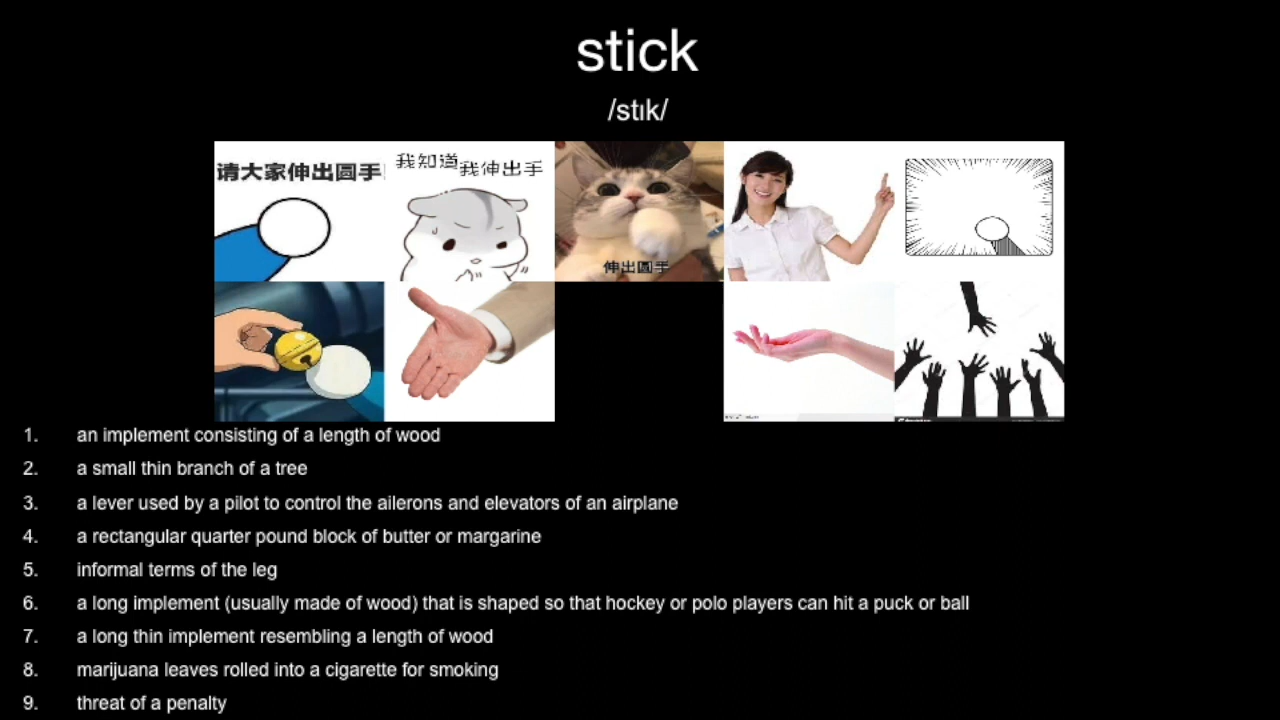 stick
/stɪk/
请大家伸出圆手
我知道
我伸出手
伸出圆手
1. an implement consisting of a length of wood
2. a small thin branch of a tree
3. a lever used by a pilot to control the ailerons and elevators of an airplane
4. a rectangular quarter pound block of butter or margarine
5. informal terms of the leg
6. a long implement (usually made of wood) that is shaped so that hockey or polo players can hit a puck or ball
7. a long thin implement resembling a length of wood
8. marijuana leaves rolled into a cigarette for smoking
9. threat of a penalty